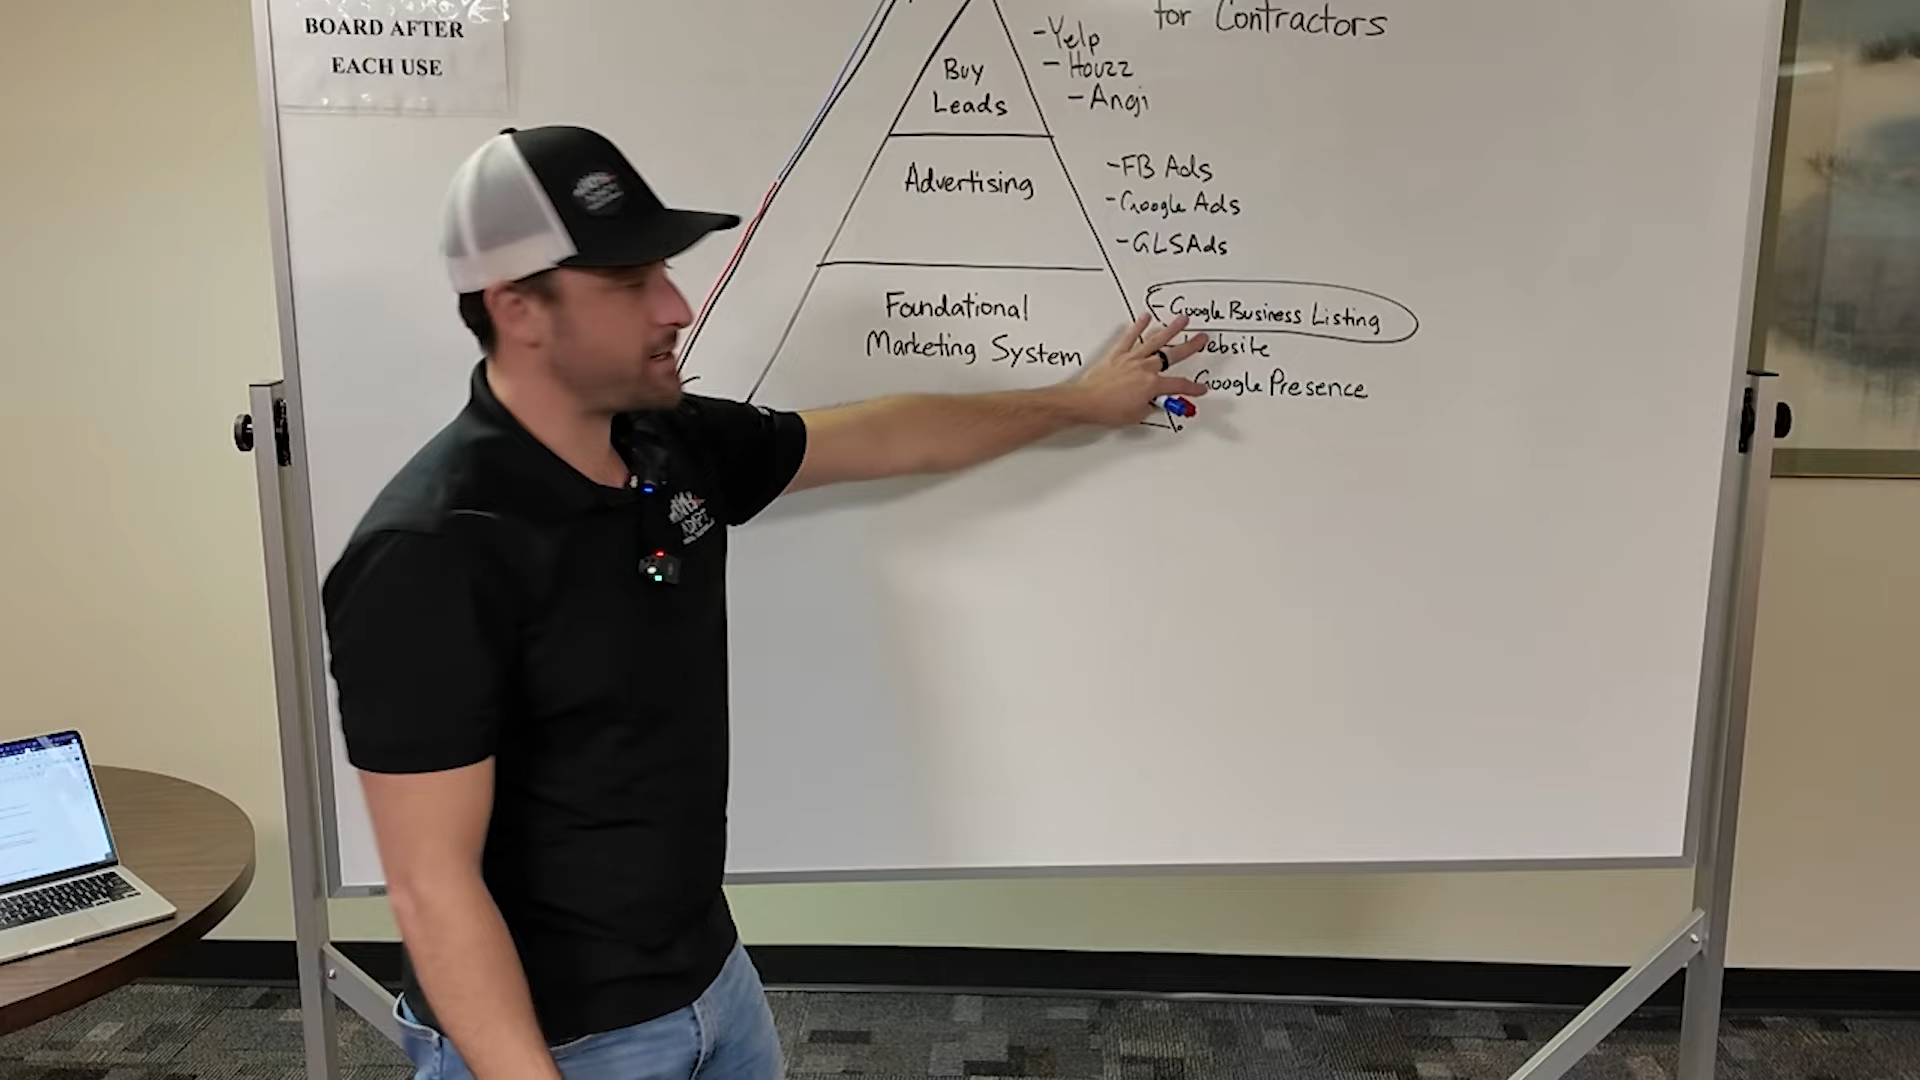 BOARD AFTER
EACH USE
for Contractors
Buy
Leads
-Yelp
- Houzz
- Angi
Advertising
-FB Ads
-Google Ads
-GLSAds
Foundational
Marketing System
-Google Business Listing
- Website
Google Presence
ADAPT